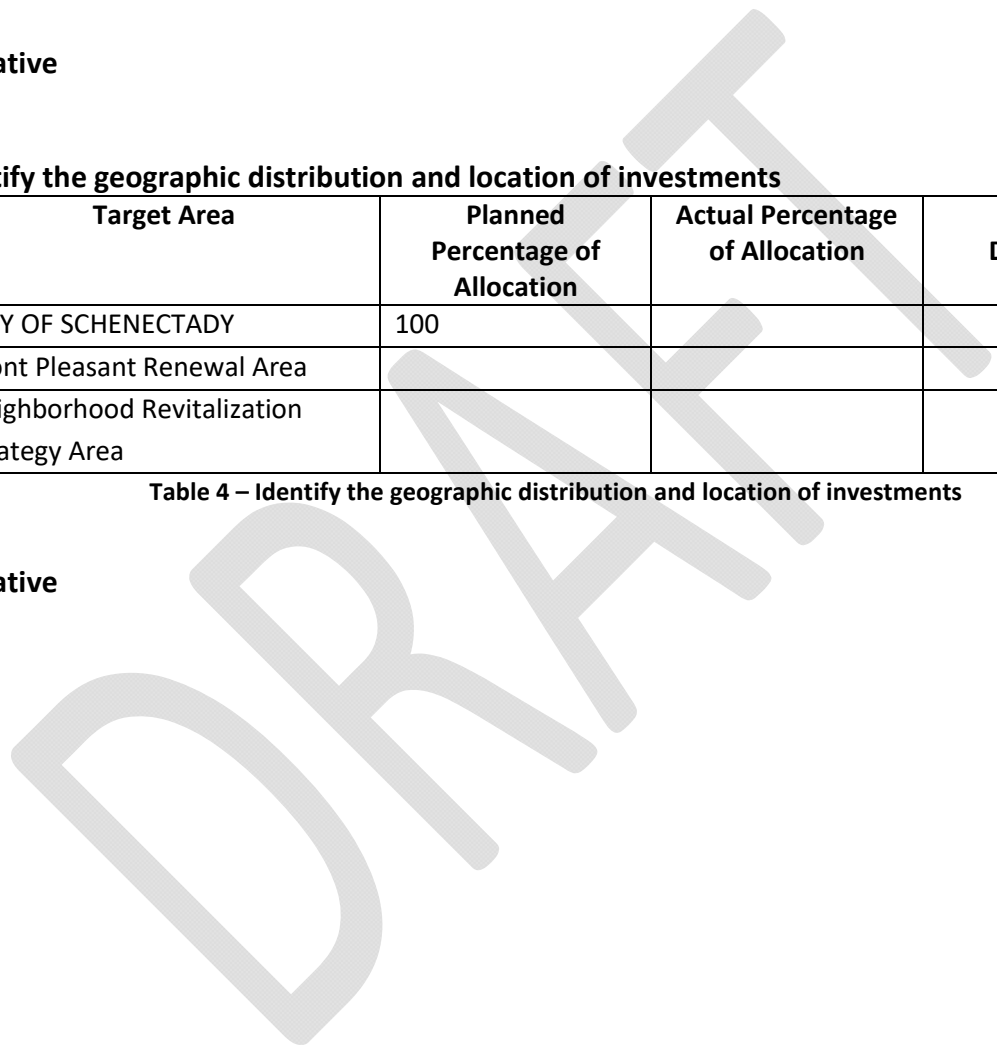 ative
tify the geographic distribution and location of investments
Target Area Planned Percentage of Allocation Actual Percentage of Allocation D
Y OF SCHENECTADY 100
ont Pleasant Renewal Area
ighborhood Revitalization
ategy Area
Table 4 – Identify the geographic distribution and location of investments
ative
DRAFT